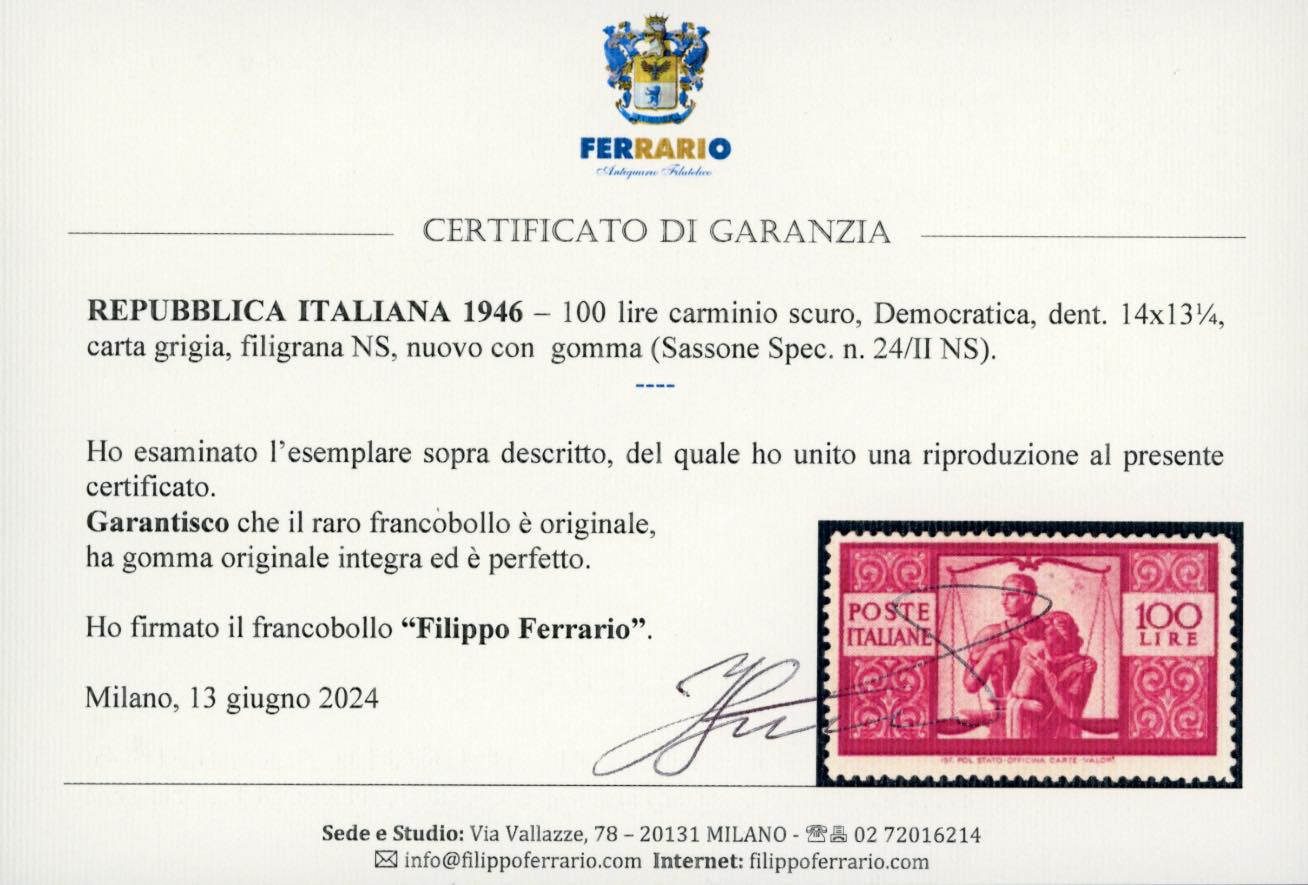 FERRARIO
Antiquario Filatelico
CERTIFICATO DI GARANZIA
REPUBBLICA ITALIANA 1946 – 100 lire carminio scuro, Democratica, dent. 14x13¼,
carta grigia, filigrana NS, nuovo con gomma (Sassone Spec. n. 24/II NS).
----
Ho esaminato l’esemplare sopra descritto, del quale ho unito una riproduzione al presente
certificato.
Garantisco che il raro francobollo è originale,
ha gomma originale integra ed è perfetto.
Ho firmato il francobollo “Filippo Ferrario”.
Milano, 13 giugno 2024
POSTE
ITALIANE
100
LIRE
IST. POL. STATO-OFFICINA CARTE-VALORI
Sede e Studio: Via Vallazze, 78 – 20131 MILANO - 02 72016214
info@filippoferrario.com Internet: filippoferrario.com